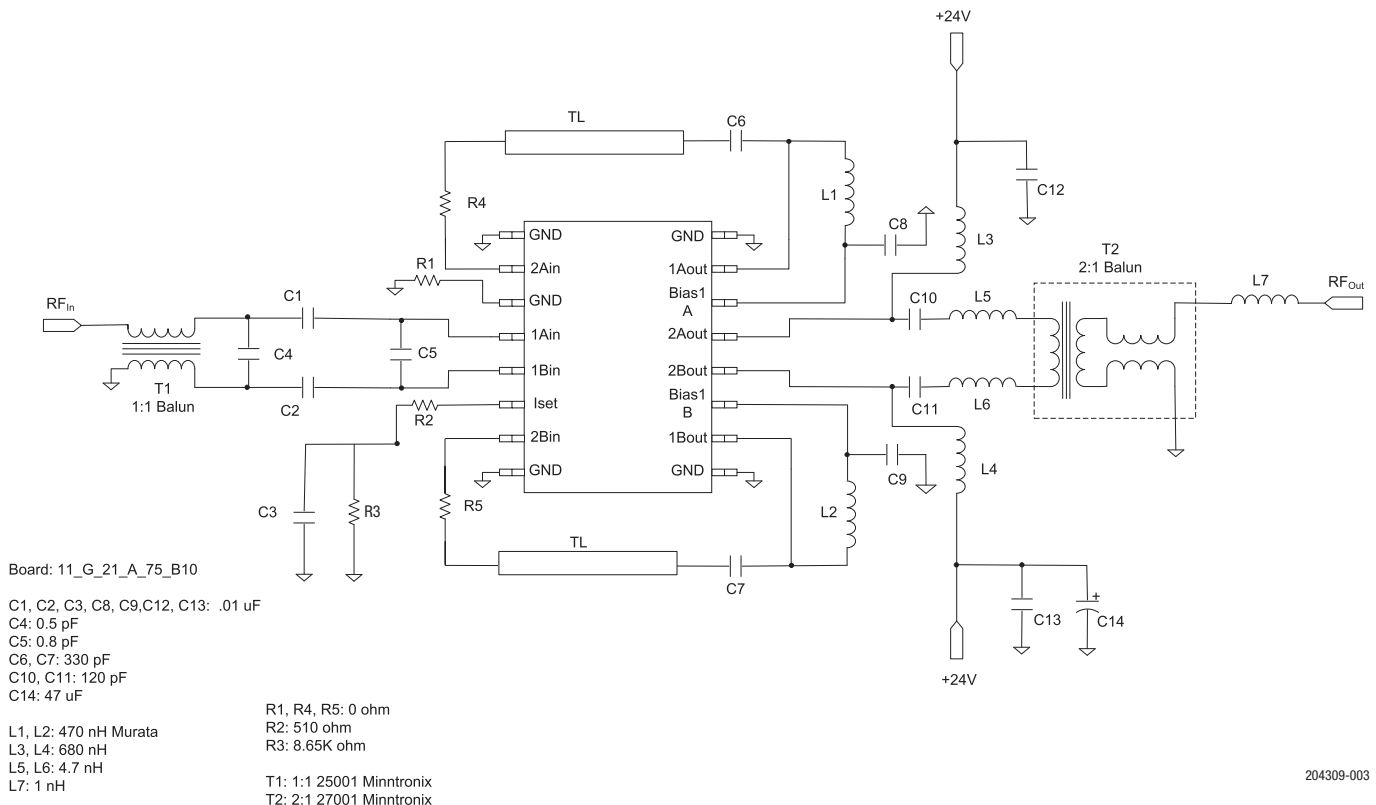 +24V
TL
C6
R4
L1
C12
C8
L3
GND
GND
T2
2:1 Balun
R1
2Ain
1Aout
L7
RFOut
GND
Bias1
A
C1
C10
L5
RFIn
1Ain
2Aout
C4
C5
T1
1:1 Balun
1Bin
2Bout
C2
R2
Iset
Bias1
B
C11
L6
2Bin
1Bout
GND
GND
C9
L4
C3
R3
R5
L2
TL
C7
C13
C14
+
+24V
Board: 11_G_21_A_75_B10
C1, C2, C3, C8, C9,C12, C13: .01 uF
C4: 0.5 pF
C5: 0.8 pF
C6, C7: 330 pF
C10, C11: 120 pF
C14: 47 uF
L1, L2: 470 nH Murata
L3, L4: 680 nH
L5, L6: 4.7 nH
L7: 1 nH
R1, R4, R5: 0 ohm
R2: 510 ohm
R3: 8.65K ohm
T1: 1:1 25001 Minntronix
T2: 2:1 27001 Minntronix
204309-003